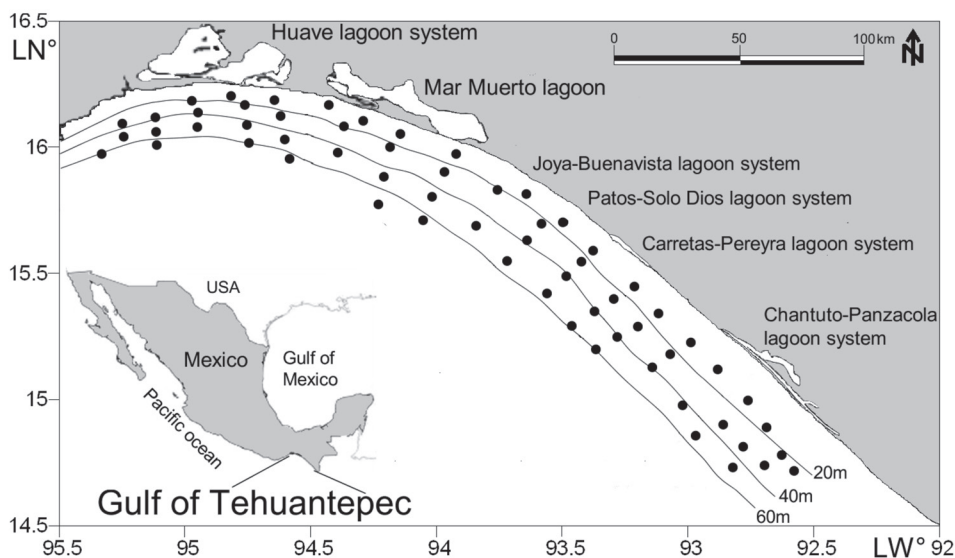 16.5
LN°
Huave lagoon system
0 50 100km
N
Mar Muerto lagoon
16
Joya-Buenavista lagoon system
Patos-Solo Dios lagoon system
Carretas-Pereyra lagoon system
15.5
USA
Chantuto-Panzacola
lagoon system
Mexico
Gulf of
Mexico
Pacific ocean
15
Gulf of Tehuantepec
20m
40m
60m
14.5
95.5 95 94.5 94 93.5 93 92.5 LW° 92